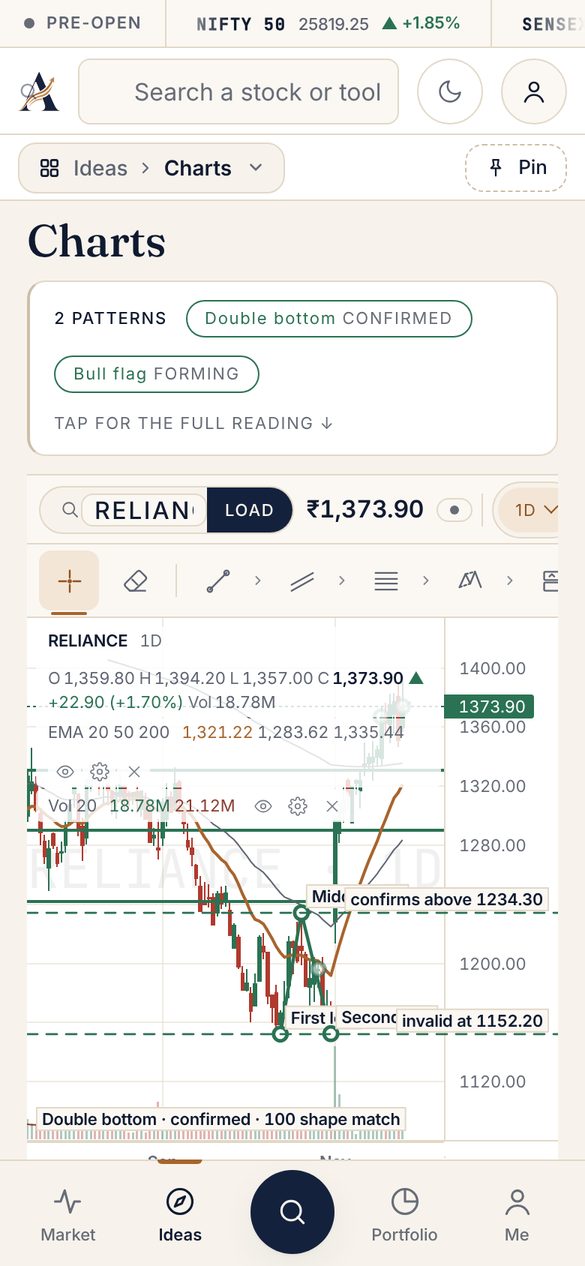 PRE-OPEN NIFTY 50 25819.25 ▲ +1.85% SENSEX
Search a stock or tool
Ideas › Charts
Pin
Charts
2 PATTERNS Double bottom CONFIRMED
Bull flag FORMING
TAP FOR THE FULL READING ↓
RELIAN LOAD ₹1,373.90 1D
RELIANCE 1D
O 1,359.80 H 1,394.20 L 1,357.00 C 1,373.90 ▲
+22.90 (+1.70%) Vol 18.78M
EMA 20 50 200 1,321.22 1,283.62 1,335.44
Vol 20 18.78M 21.12M
1400.00
1373.90
1360.00
1320.00
1280.00
RELIANCE · 1D
confirms above 1234.30
1200.00
First Second invalid at 1152.20
1120.00
Double bottom · confirmed · 100 shape match
Market Ideas Portfolio Me